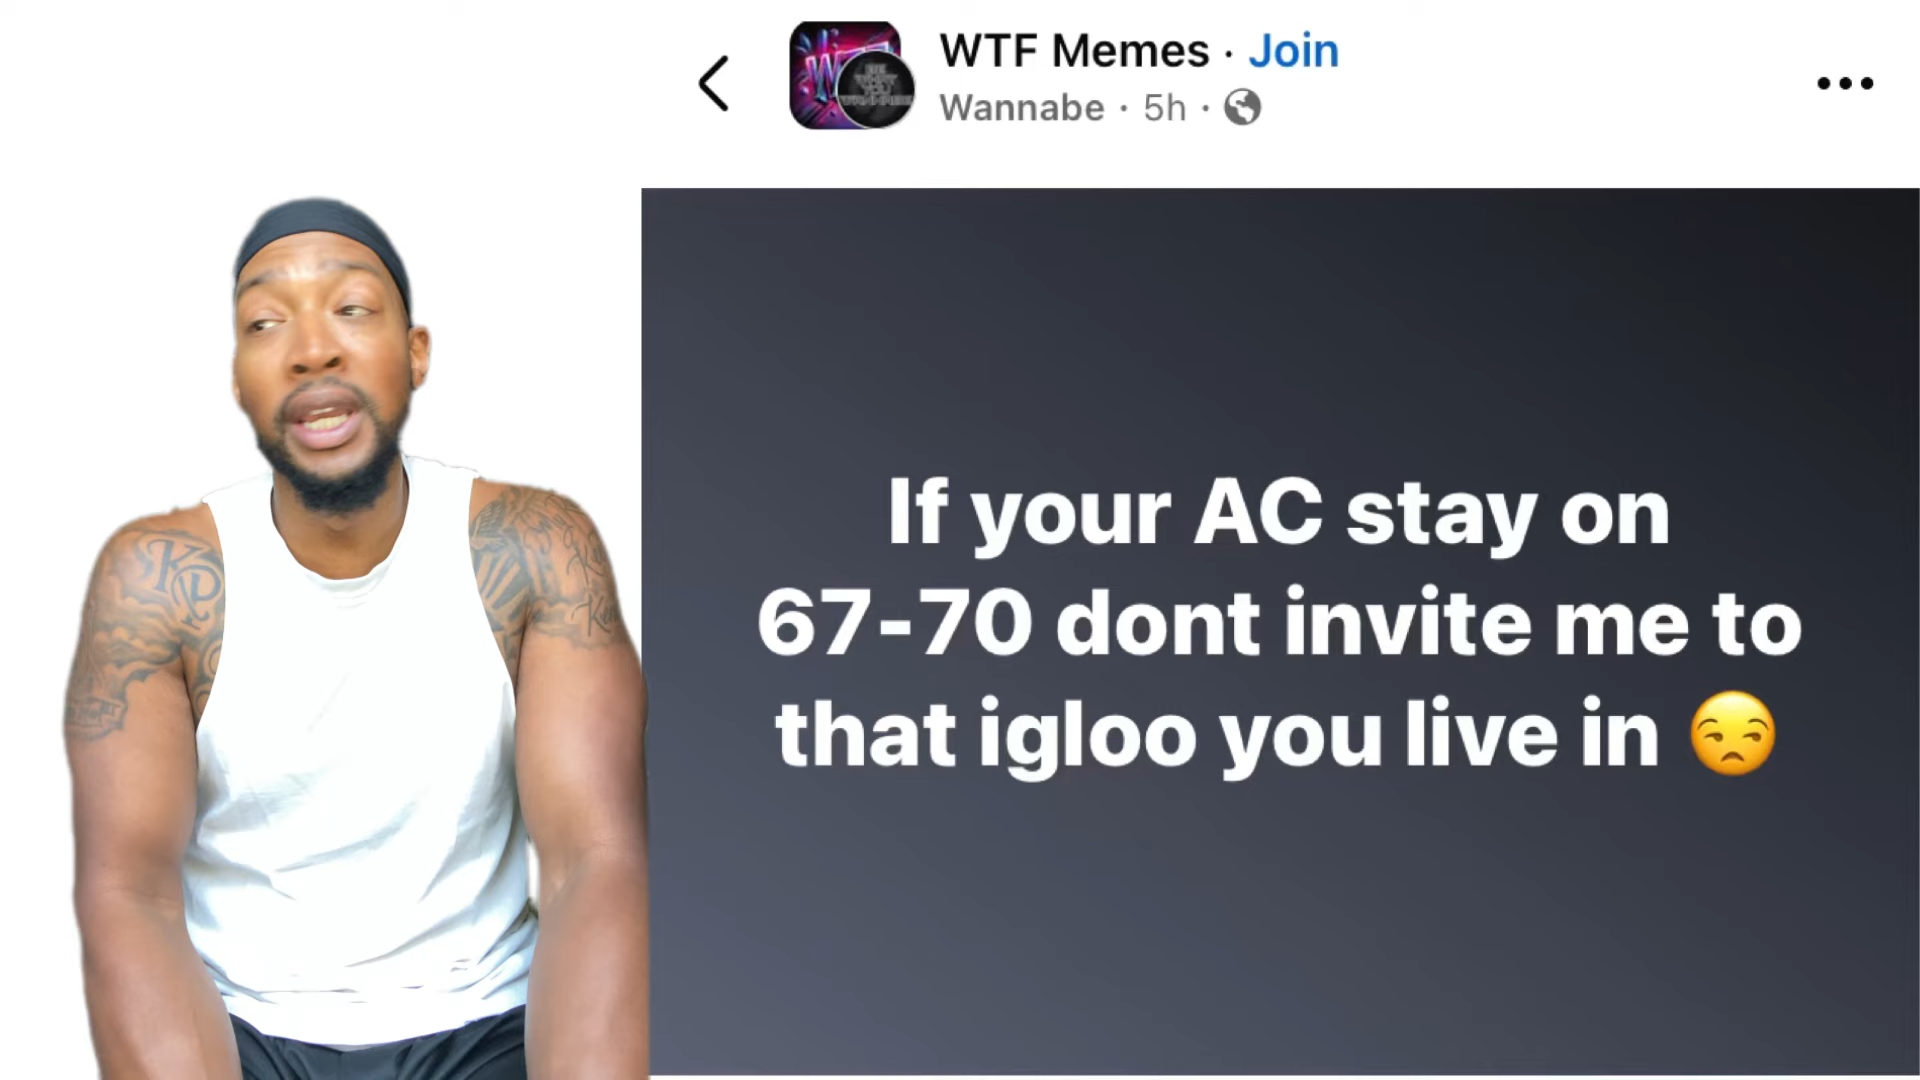 WTF Memes · Join
Wannabe · 5h ·
If your AC stay on
67-70 dont invite me to
that igloo you live in 😒
KP